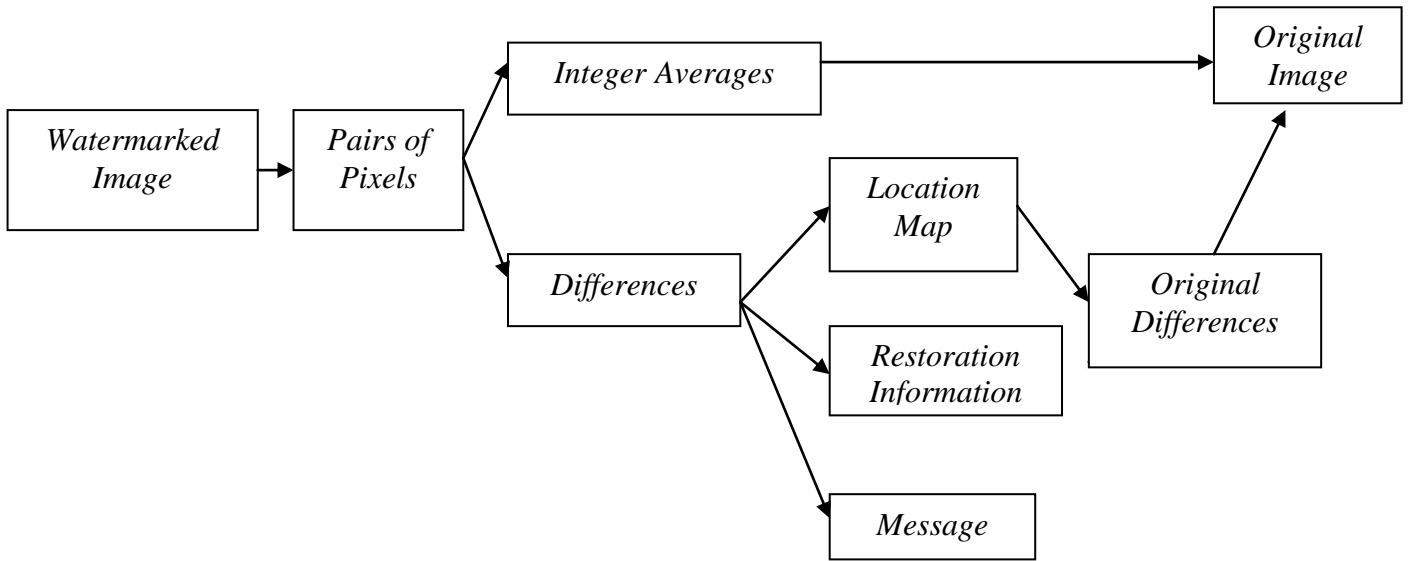 Watermarked
Image
Pairs of
Pixels
Integer Averages
Original
Image
Differences
Location
Map
Original
Differences
Restoration
Information
Message